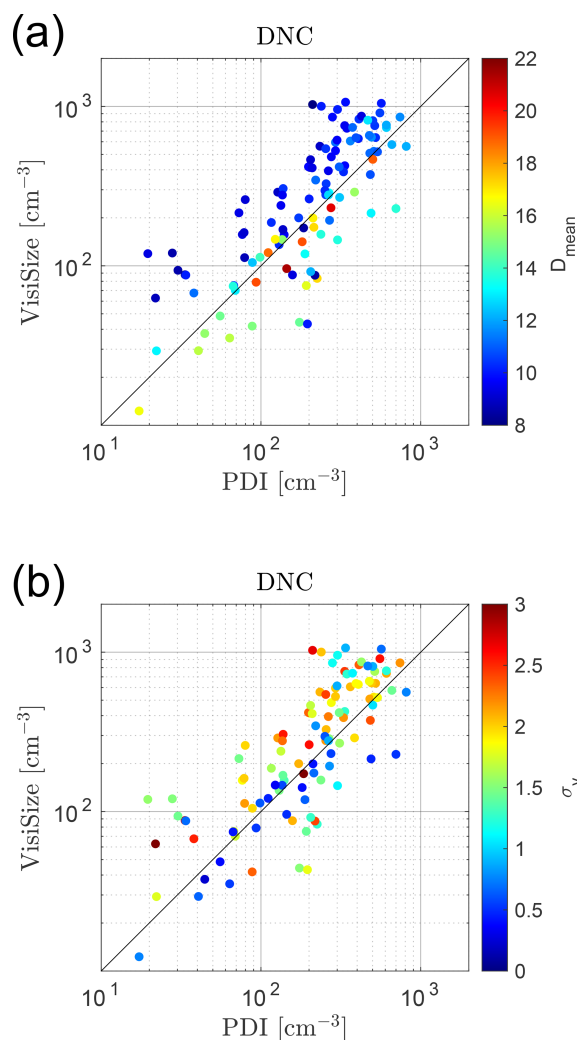 (a)
DNC
VisiSize [cm⁻³]
10³
10²
10¹ 10² 10³
PDI [cm⁻³]
22
20
18
16
14
12
10
8
D_mean
(b)
DNC
VisiSize [cm⁻³]
10³
10²
10¹ 10² 10³
PDI [cm⁻³]
3
2.5
2
1.5
1
0.5
0
σ_v